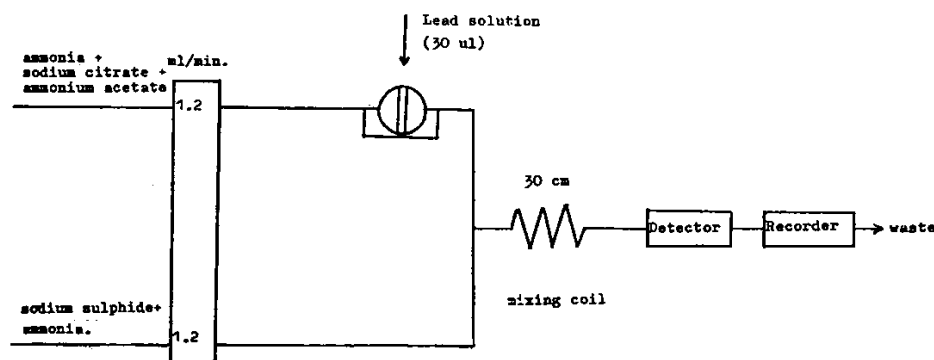 Lead solution
(30 ul)
ammonia +
sodium citrate +
ammonium acetate
ml/min.
1.2
30 cm
Detector
Recorder
waste
mixing coil
sodium sulphide+
ammonia.
1.2